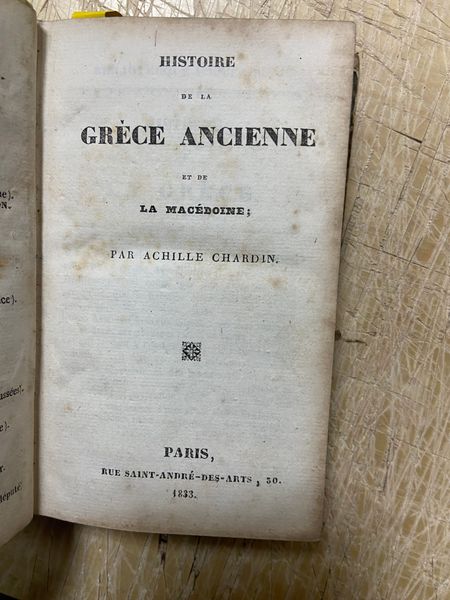 HISTOIRE
DE LA
GRÈCE ANCIENNE
ET DE
LA MACÉDOINE;
PAR ACHILLE CHARDIN.
PARIS,
RUE SAINT-ANDRÉ-DES-ARTS, 30.
1833.